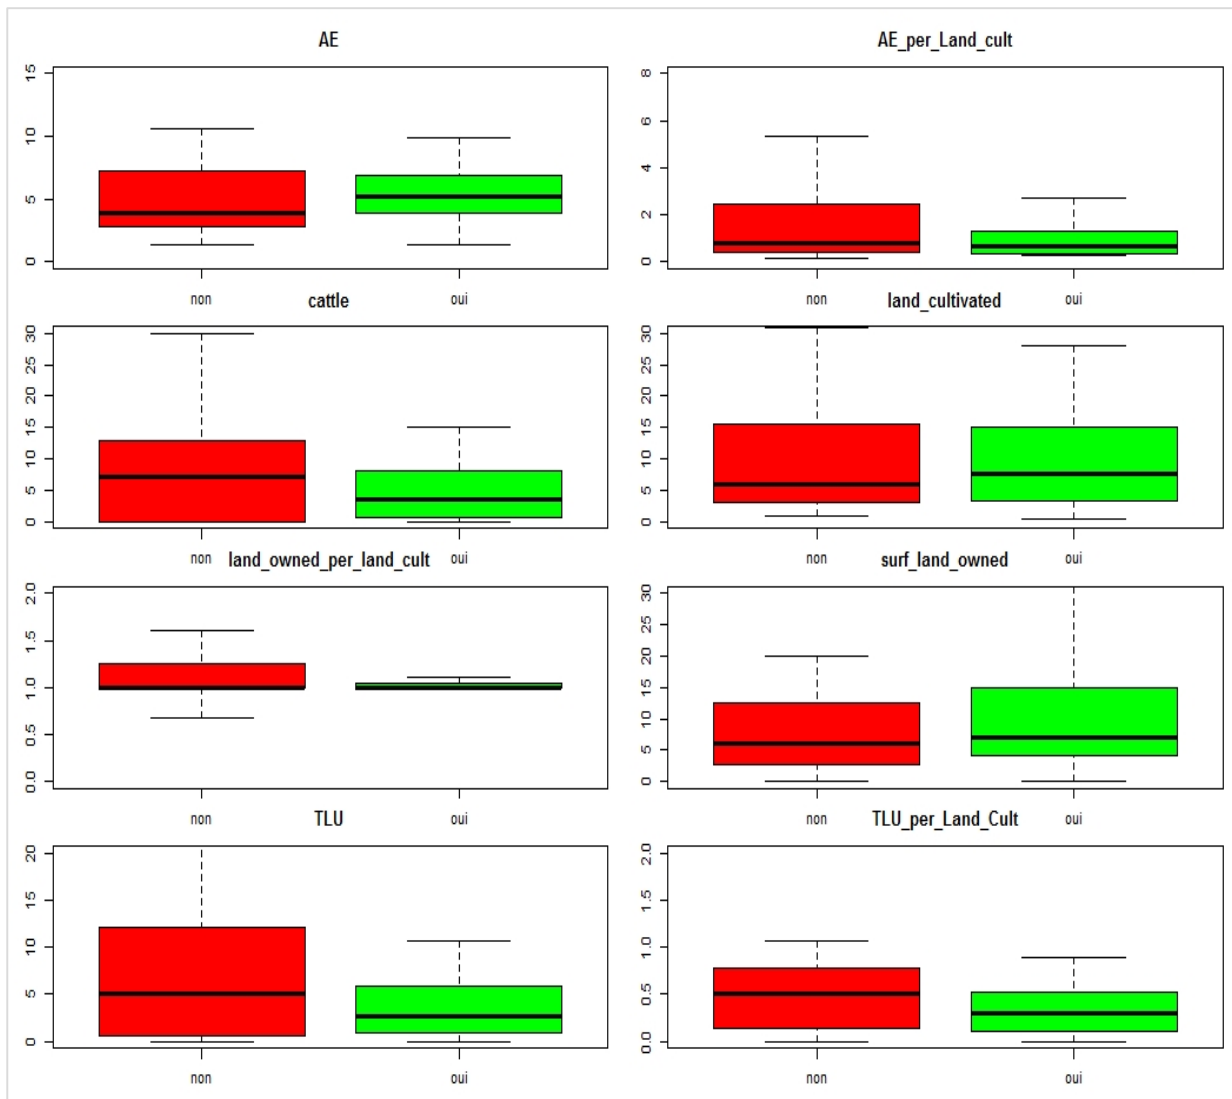 AE
AE_per_Land_cult
15
10
5
0
non
oui
8
6
4
2
0
non
oui
cattle
land_cultivated
30
25
20
15
10
5
0
non
oui
30
25
20
15
10
5
0
non
oui
land_owned_per_land_cult
surf_land_owned
2.0
1.5
1.0
0.5
0.0
non
oui
30
25
20
15
10
5
0
non
oui
TLU
TLU_per_Land_Cult
20
15
10
5
0
non
oui
2.0
1.5
1.0
0.5
0.0
non
oui